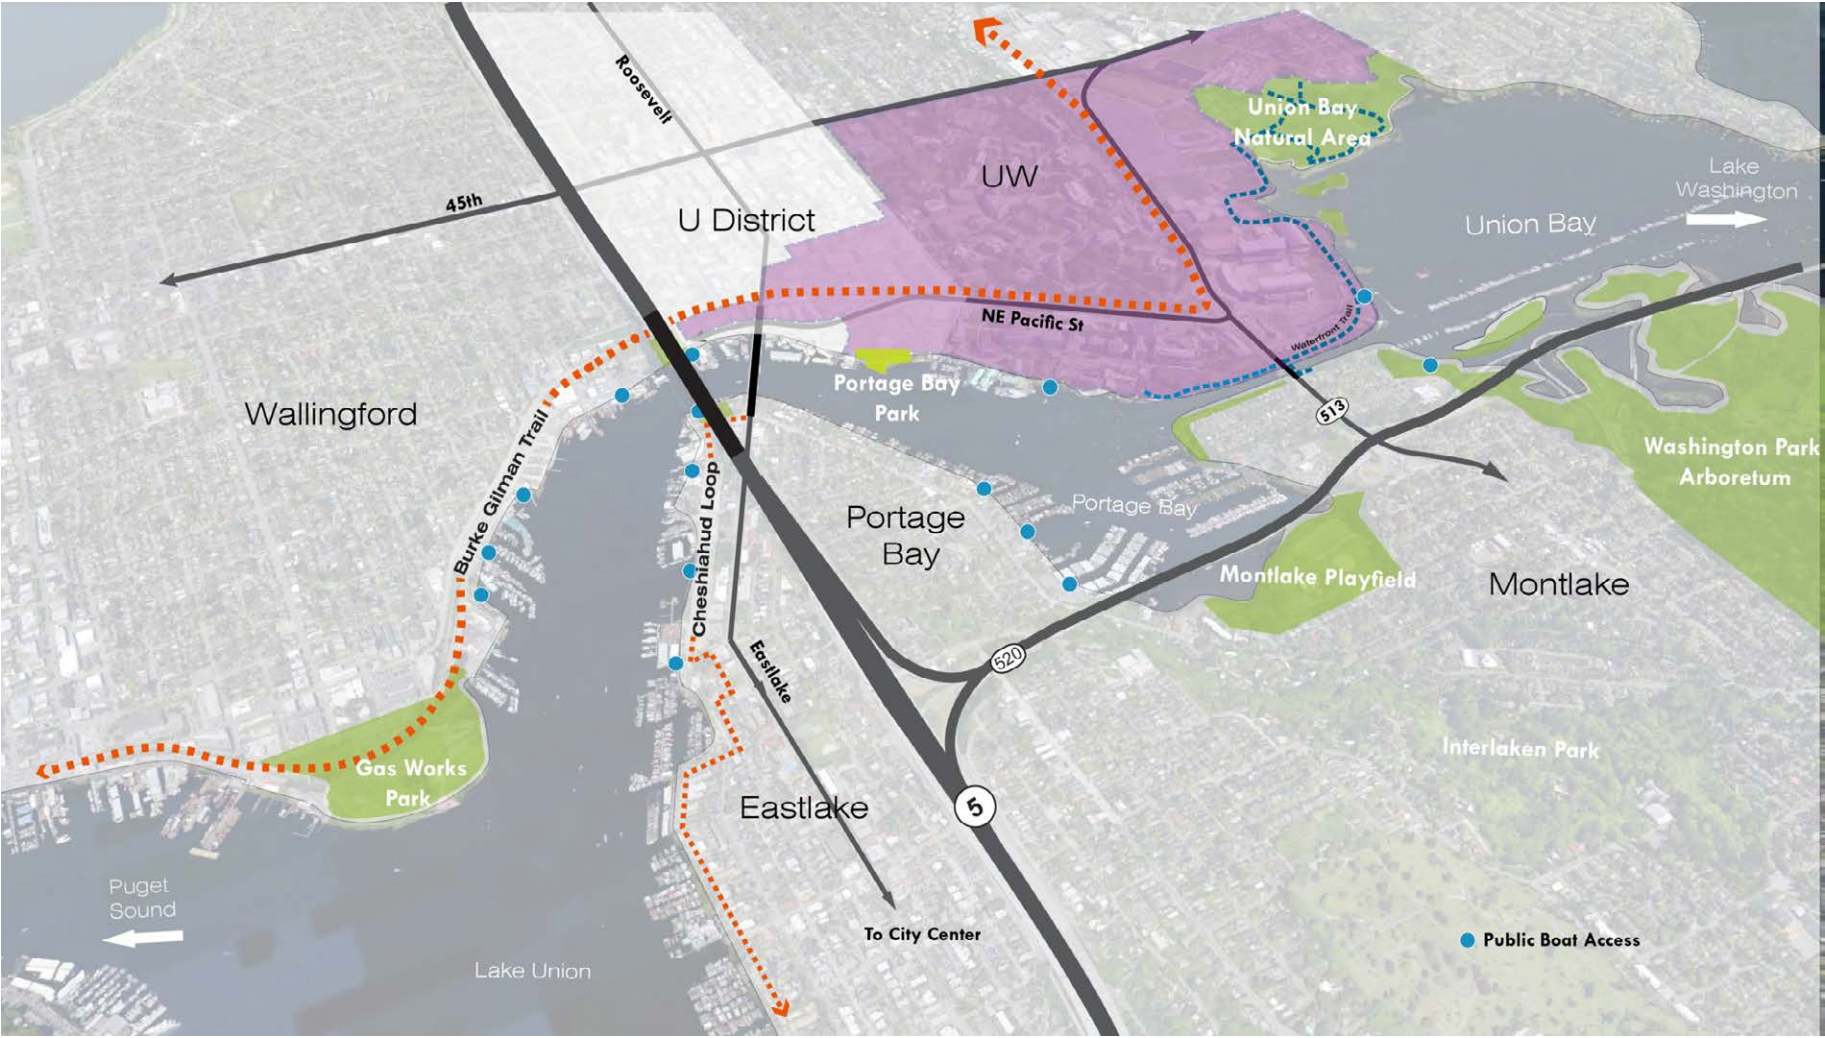 Roosevelt
Union Bay
Natural Area
UW
Lake
Washington
45th
U District
Union Bay
NE Pacific St
Waterfront Trail
Portage Bay
Park
Wallingford
513
Burke Gilman Trail
Washington Park
Arboretum
Cheshiahud Loop
Portage
Bay
Portage Bay
Montlake Playfield
Montlake
520
Eastlake
Interlaken Park
Gas Works
Park
Eastlake
5
Puget
Sound
To City Center
Public Boat Access
Lake Union